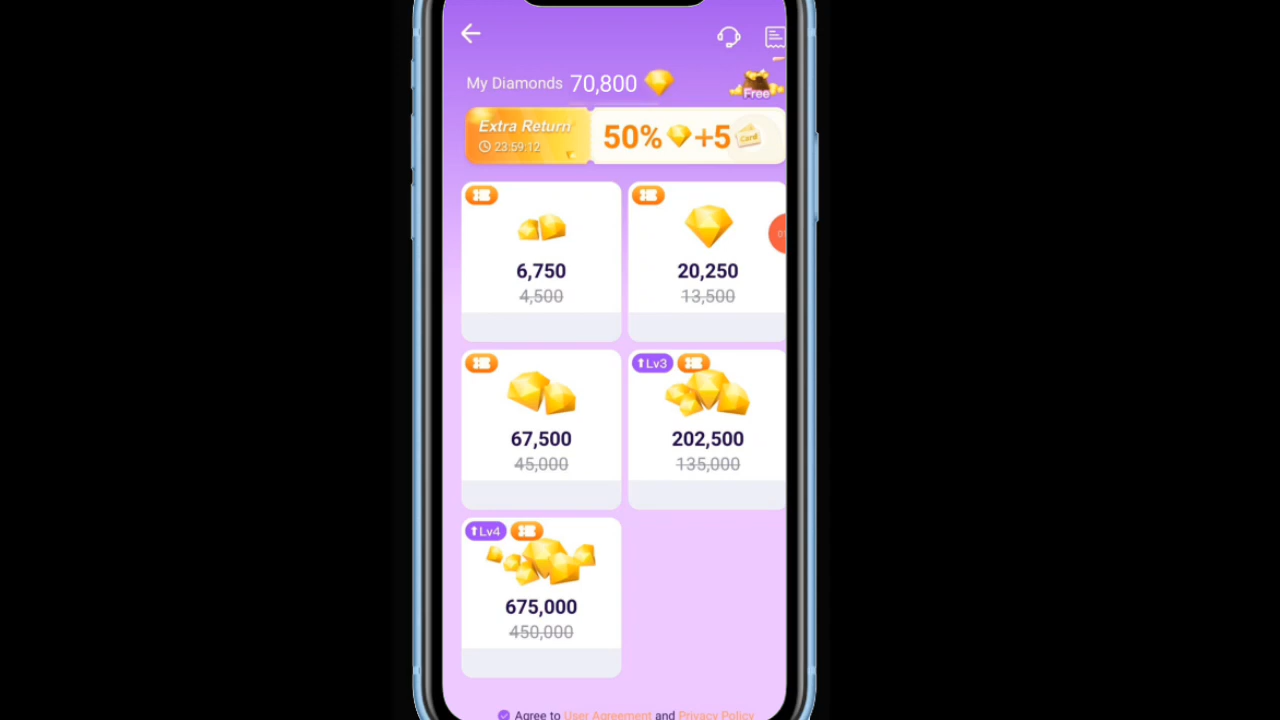 My Diamonds 70,800
Free
Extra Return
23:59:12
50% +5
Card
6,750
4,500
20,250
13,500
67,500
45,000
Lv3
202,500
135,000
Lv4
675,000
450,000
Agree to User Agreement and Privacy Policy